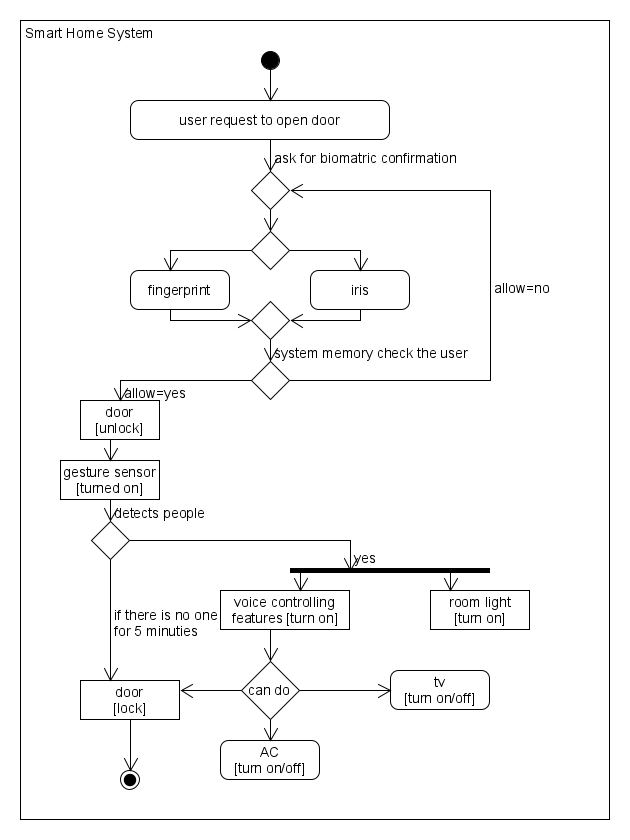 Smart Home System
user request to open door
ask for biomatric confirmation
fingerprint
iris
allow=no
system memory check the user
allow=yes
door
[unlock]
gesture sensor
[turned on]
detects people
yes
voice controlling
features [turn on]
room light
[turn on]
if there is no one
for 5 minuties
can do
tv
[turn on/off]
door
[lock]
AC
[turn on/off]